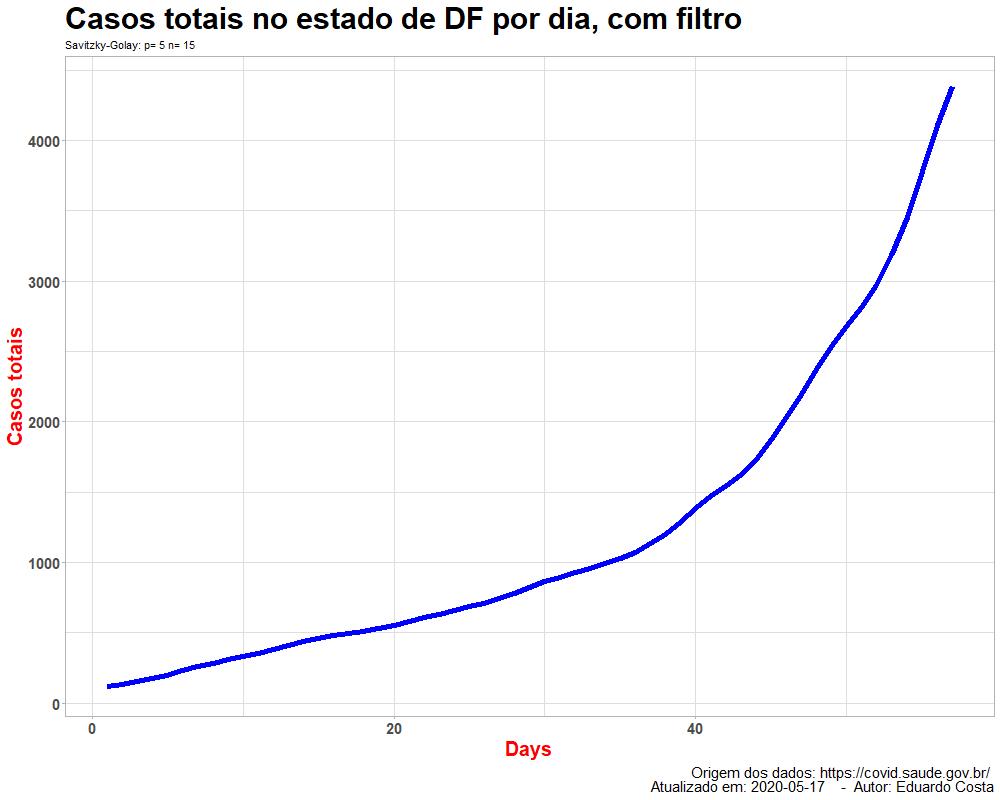 Casos totais no estado de DF por dia, com filtro
Savitzky-Golay: p= 5 n= 15
4000
3000
2000
1000
0
Casos totais
0 20 40
Days
Origem dos dados: https://covid.saude.gov.br/
Atualizado em: 2020-05-17 - Autor: Eduardo Costa